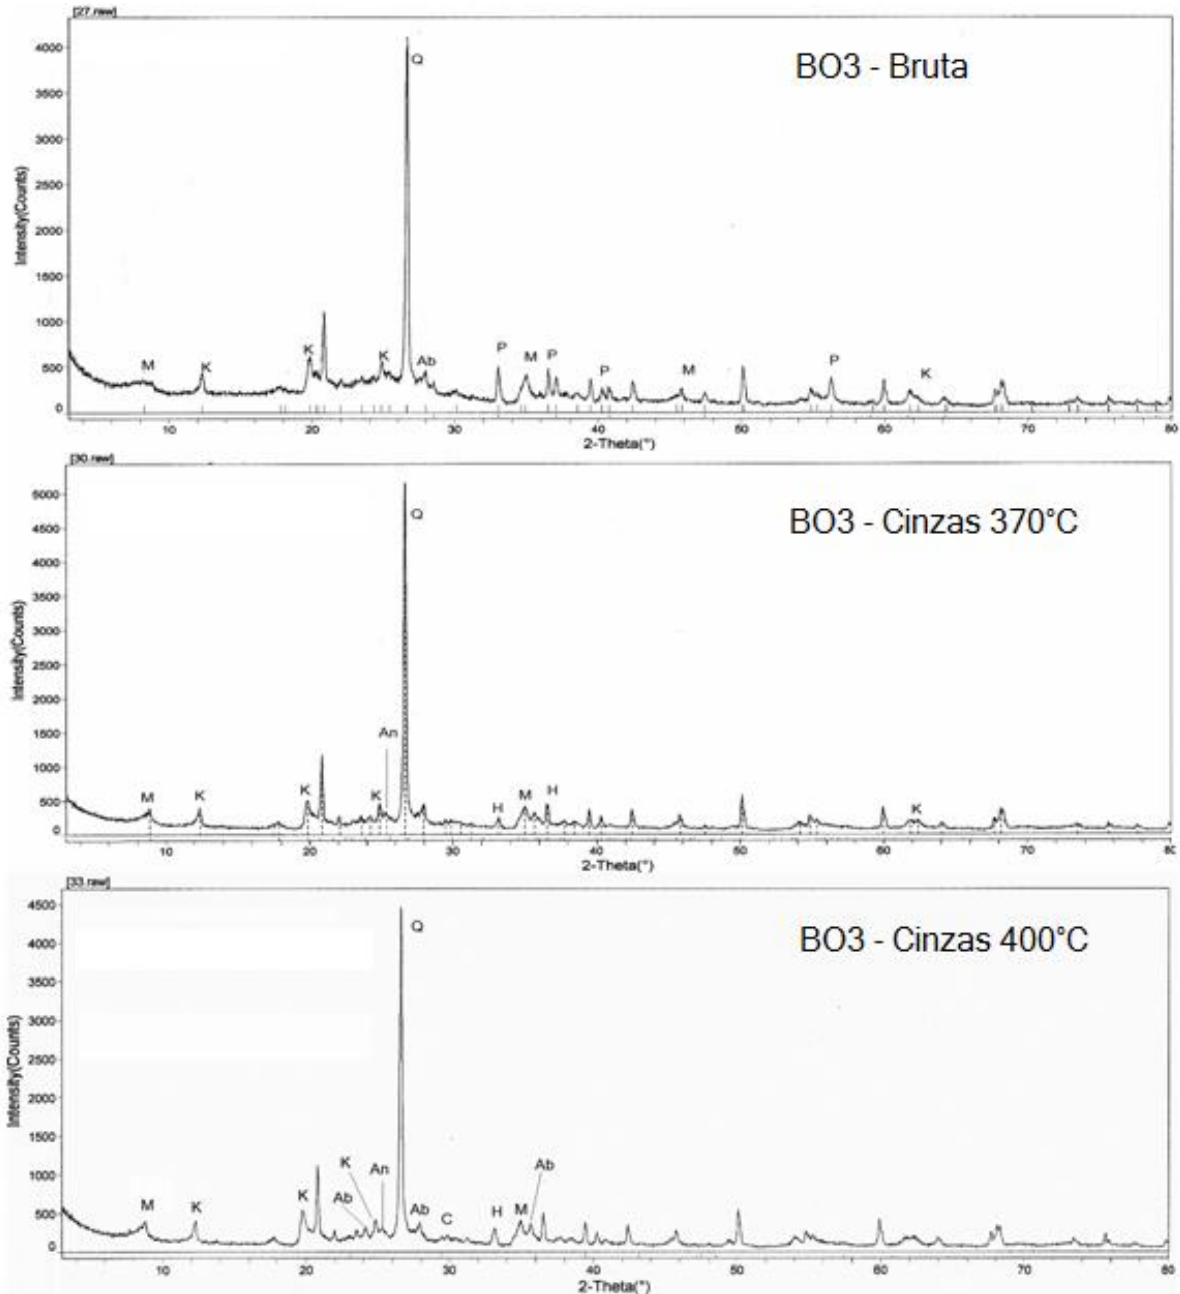 [27.raw]
BO3 - Bruta
Intensity(Counts)
4000
3500
3000
2500
2000
1500
1000
500
0
M
K
K
K
Q
Ab
P
M
P
P
M
P
K
10
20
30
40
50
60
70
80
2-Theta(°)
[30.raw]
BO3 - Cinzas 370°C
Intensity(Counts)
5000
4500
4000
3500
3000
2500
2000
1500
1000
500
0
M
K
K
K
An
Q
H
M
H
K
10
20
30
40
50
60
70
2-Theta(°)
[33.raw]
BO3 - Cinzas 400°C
Intensity(Counts)
4500
4000
3500
3000
2500
2000
1500
1000
500
0
M
K
K
Ab
K
An
Q
Ab
C
H
M
Ab
10
20
30
40
50
60
70
80
2-Theta(°)